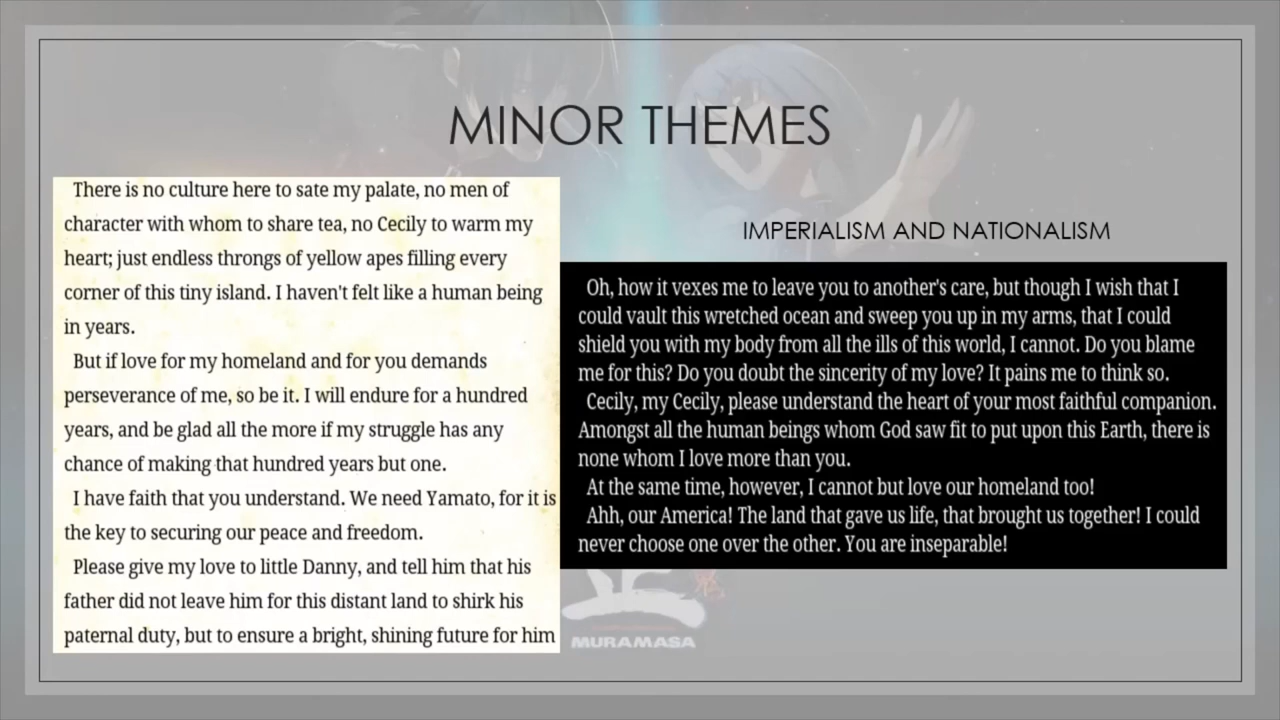 MINOR THEMES
There is no culture here to sate my palate, no men of
character with whom to share tea, no Cecily to warm my
heart; just endless throngs of yellow apes filling every
corner of this tiny island. I haven't felt like a human being
in years.
But if love for my homeland and for you demands
perseverance of me, so be it. I will endure for a hundred
years, and be glad all the more if my struggle has any
chance of making that hundred years but one.
I have faith that you understand. We need Yamato, for it is
the key to securing our peace and freedom.
Please give my love to little Danny, and tell him that his
father did not leave him for this distant land to shirk his
paternal duty, but to ensure a bright, shining future for him
IMPERIALISM AND NATIONALISM
Oh, how it vexes me to leave you to another's care, but though I wish that I
could vault this wretched ocean and sweep you up in my arms, that I could
shield you with my body from all the ills of this world, I cannot. Do you blame
me for this? Do you doubt the sincerity of my love? It pains me to think so.
Cecily, my Cecily, please understand the heart of your most faithful companion.
Amongst all the human beings whom God saw fit to put upon this Earth, there is
none whom I love more than you.
At the same time, however, I cannot but love our homeland too!
Ahh, our America! The land that gave us life, that brought us together! I could
never choose one over the other. You are inseparable!
MURAMASA